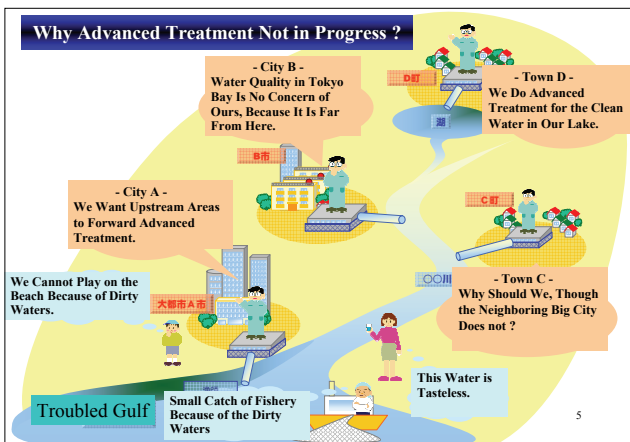 Why Advanced Treatment Not in Progress ?
- City B -
Water Quality in Tokyo
Bay Is No Concern of
Ours, Because It Is Far
From Here.
D町
- Town D -
We Do Advanced
Treatment for the Clean
Water in Our Lake.
湖
B市
- City A -
We Want Upstream Areas
to Forward Advanced
Treatment.
C町
We Cannot Play on the
Beach Because of Dirty
Waters.
大都市A市
〇〇川
- Town C -
Why Should We, Though
the Neighboring Big City
Does not ?
This Water is
Tasteless.
Troubled Gulf
Small Catch of Fishery
Because of the Dirty
Waters
5